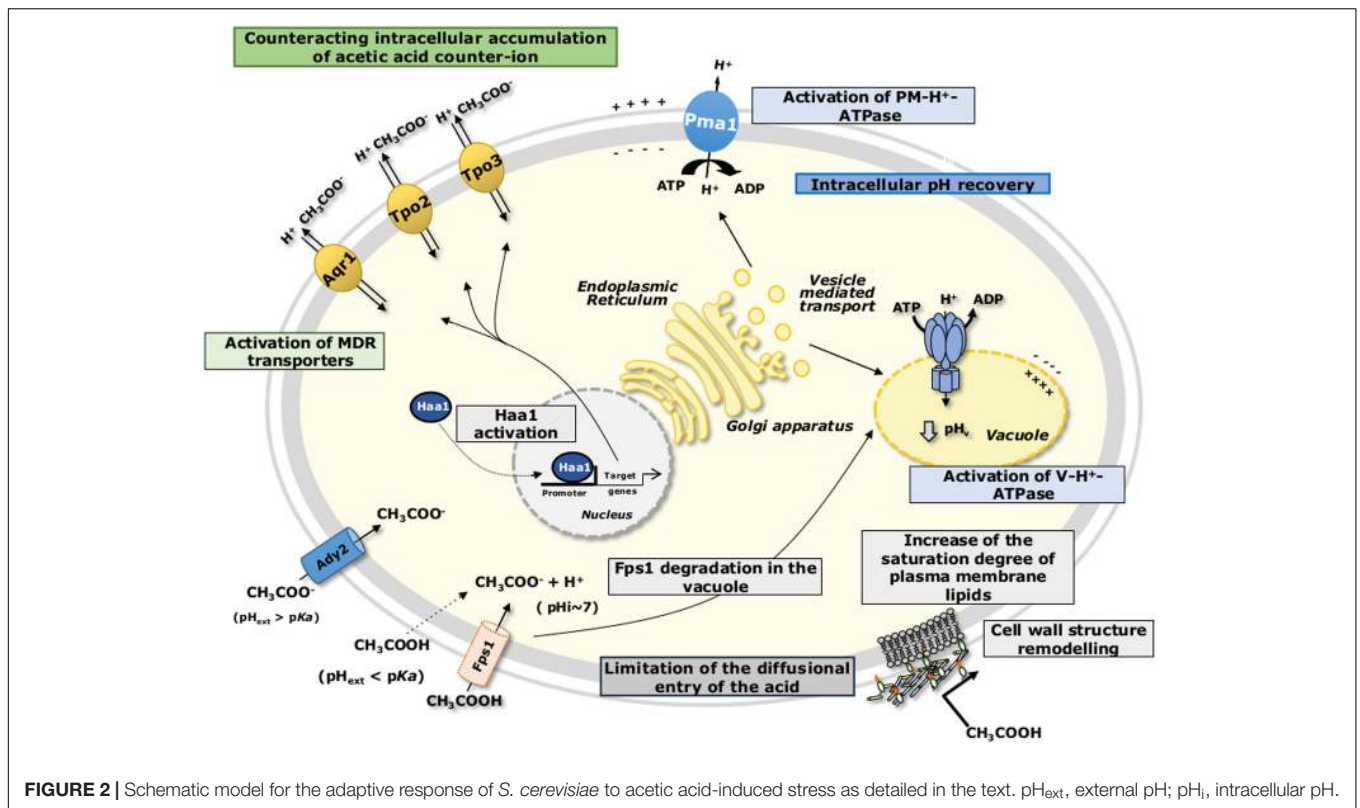 Counteracting intracellular accumulation
of acetic acid counter-ion
H⁺ CH₃COO⁻
H⁺ CH₃COO⁻
H⁺ CH₃COO⁻
Aqr1
Tpo2
Tpo3
Activation of MDR
transporters
H⁺
+ + + +
Pma1
- - - -
ATP
H⁺
ADP
Activation of PM-H⁺-
ATPase
Intracellular pH recovery
Endoplasmic
Reticulum
Vesicle
mediated
transport
Golgi apparatus
ATP
H⁺
ADP
- - - -
++++
pHᵥ
Vacuole
Activation of V-H⁺-
ATPase
Haa1
Haa1
activation
Haa1
Promoter
Target
genes
Nucleus
CH₃COO⁻
Ady2
CH₃COO⁻
(pHₑₓₜ > pKa)
CH₃COO⁻ + H⁺
( pHi~7)
CH₃COOH
(pHₑₓₜ < pKa)
Fps1
CH₃COOH
Fps1 degradation in the
vacuole
Limitation of the diffusional
entry of the acid
Increase of the
saturation degree of
plasma membrane
lipids
Cell wall structure
remodelling
CH₃COOH
FIGURE 2 | Schematic model for the adaptive response of S. cerevisiae to acetic acid-induced stress as detailed in the text. pHₑₓₜ, external pH; pHᵢ, intracellular pH.